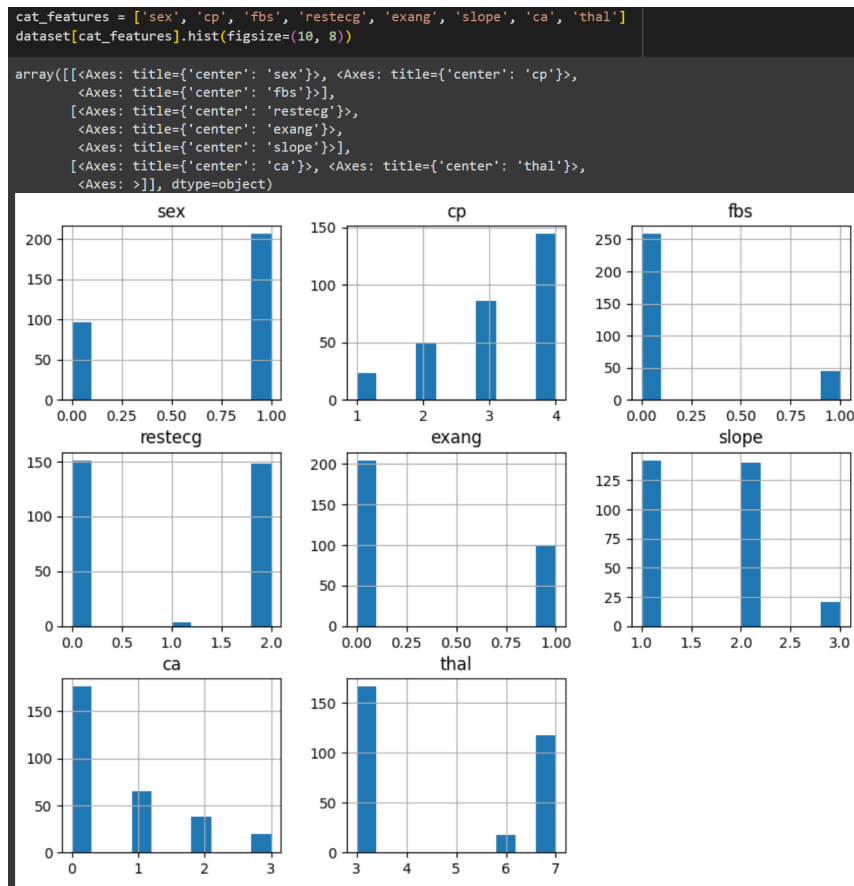 cat_features = ['sex', 'cp', 'fbs', 'restecg', 'exang', 'slope', 'ca', 'thal']
dataset[cat_features].hist(figsize=(10, 8))
array([[<Axes: title={'center': 'sex'}>, <Axes: title={'center': 'cp'}>,
        <Axes: title={'center': 'fbs'}>],
       [<Axes: title={'center': 'restecg'}>,
        <Axes: title={'center': 'exang'}>,
        <Axes: title={'center': 'slope'}>],
       [<Axes: title={'center': 'ca'}>, <Axes: title={'center': 'thal'}>,
        <Axes: >]], dtype=object)
sex
200
150
100
50
0
0.00 0.25 0.50 0.75 1.00
cp
150
100
50
0
1 2 3 4
fbs
250
200
150
100
50
0
0.00 0.25 0.50 0.75 1.00
restecg
150
100
50
0
0.0 0.5 1.0 1.5 2.0
exang
200
150
100
50
0
0.00 0.25 0.50 0.75 1.00
slope
125
100
75
50
25
0
1.0 1.5 2.0 2.5 3.0
ca
150
100
50
0
0 1 2 3
thal
150
100
50
0
3 4 5 6 7